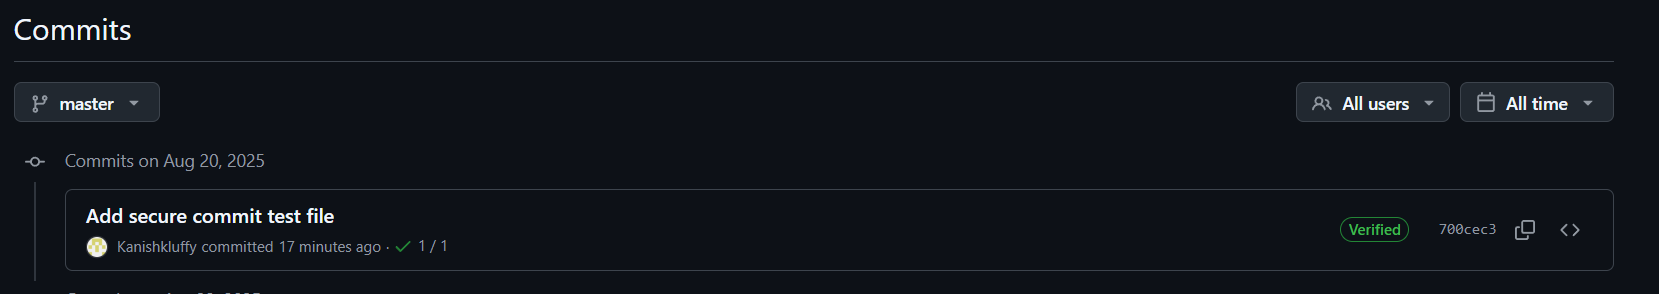 Commits
master
All users
All time
Commits on Aug 20, 2025
Add secure commit test file
Kanishkluffy committed 17 minutes ago · 1 / 1
Verified
700cec3